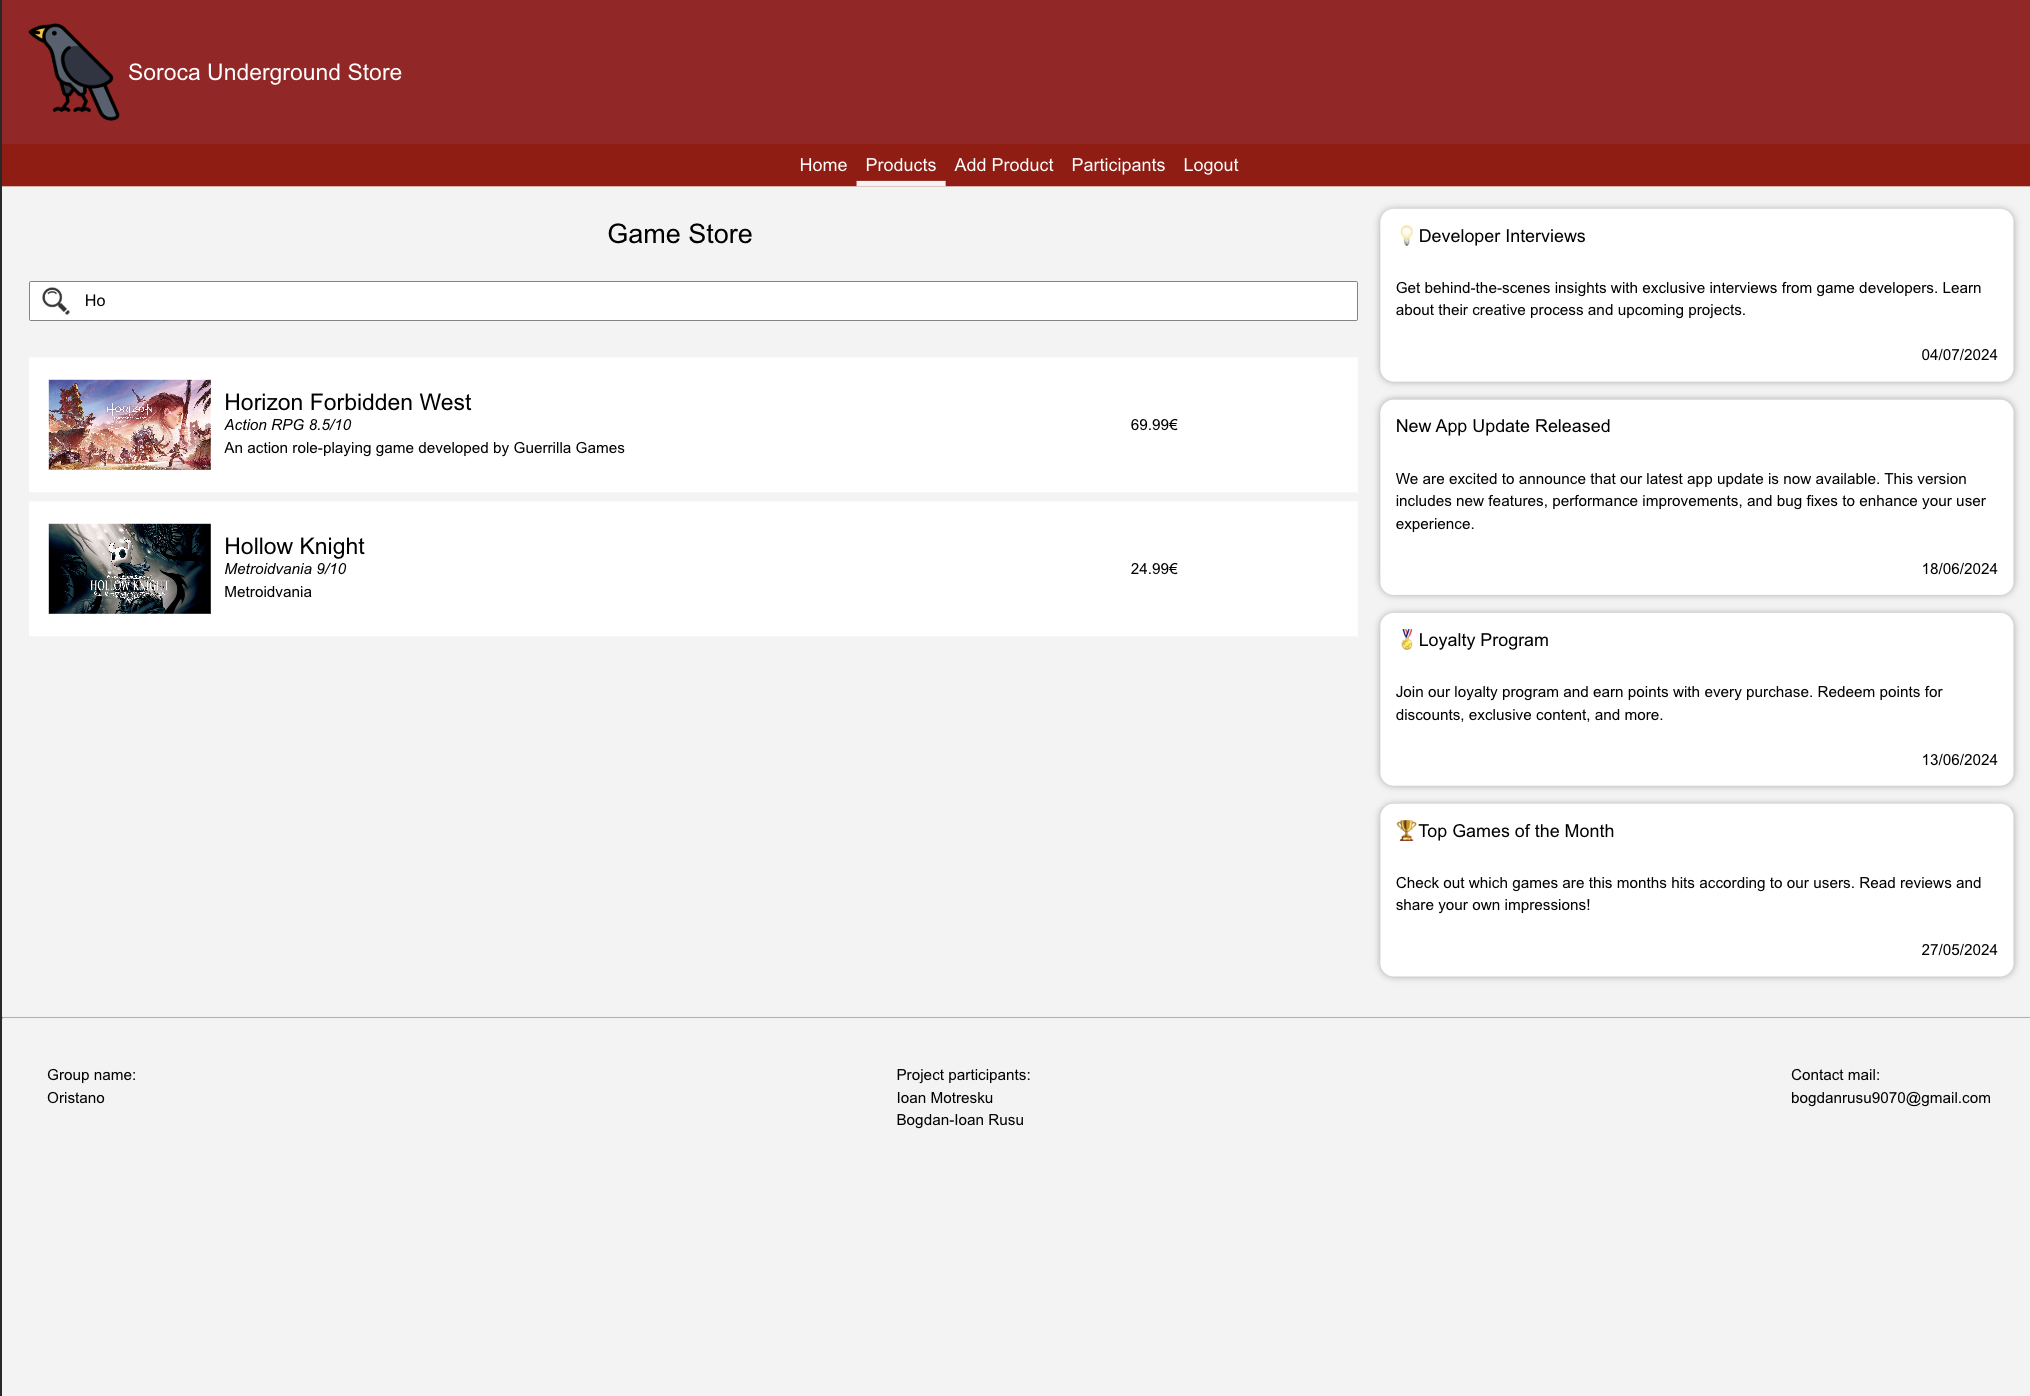 Soroca Underground Store
Home Products Add Product Participants Logout
Game Store
Ho
HORIZON
Horizon Forbidden West
Action RPG 8.5/10
An action role-playing game developed by Guerrilla Games
69.99€
HOLLOW KNIGHT
Hollow Knight
Metroidvania 9/10
Metroidvania
24.99€
Developer Interviews
Get behind-the-scenes insights with exclusive interviews from game developers. Learn
about their creative process and upcoming projects.
04/07/2024
New App Update Released
We are excited to announce that our latest app update is now available. This version
includes new features, performance improvements, and bug fixes to enhance your user
experience.
18/06/2024
Loyalty Program
Join our loyalty program and earn points with every purchase. Redeem points for
discounts, exclusive content, and more.
13/06/2024
Top Games of the Month
Check out which games are this months hits according to our users. Read reviews and
share your own impressions!
27/05/2024
Group name:
Oristano
Project participants:
Ioan Motresku
Bogdan-Ioan Rusu
Contact mail:
bogdanrusu9070@gmail.com